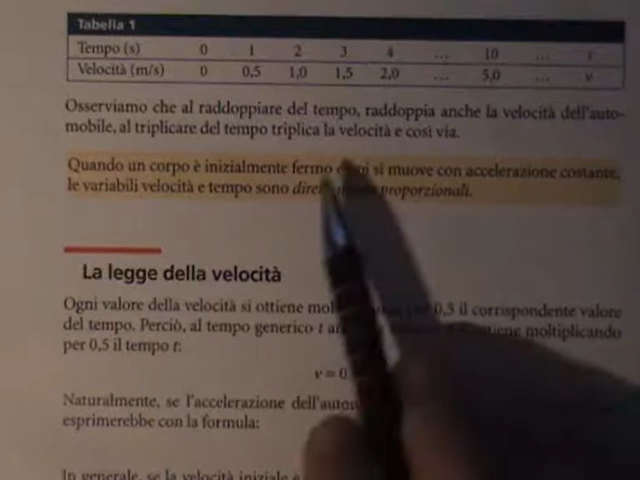 Tabella 1
Tempo (s) 0 1 2 3 4 ... 10 ... t
Velocità (m/s) 0 0,5 1,0 1,5 2,0 ... 5,0 ... v
Osserviamo che al raddoppiare del tempo, raddoppia anche la velocità dell'auto-
mobile, al triplicare del tempo triplica la velocità e così via.
Quando un corpo è inizialmente fermo si muove con accelerazione costante,
le variabili velocità e tempo sono proporzionali.
La legge della velocità
Ogni valore della velocità si ottiene 0,5 il corrispondente valore
del tempo. Perciò, al tempo generico t moltiplicando
per 0,5 il tempo t:
v = 0
Naturalmente, se l'accelerazione
esprimerebbe con la formula:
In generale, se la velocità iniziale è